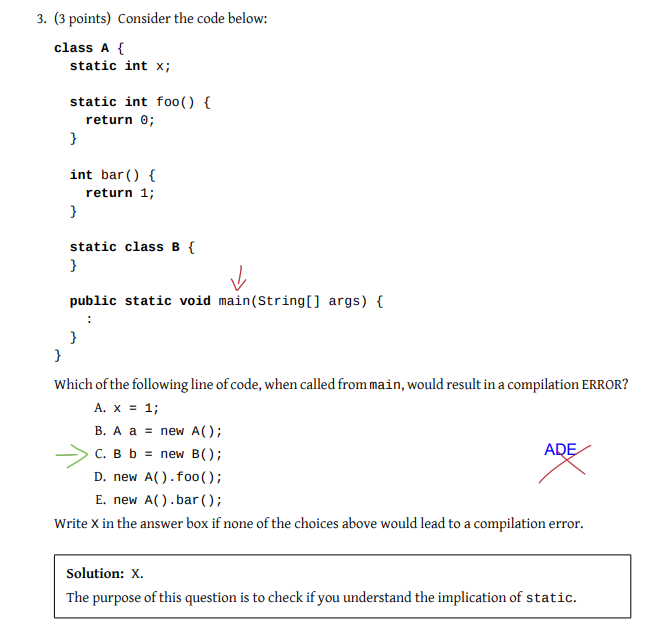 3. (3 points) Consider the code below:
class A {
static int x;
static int foo() {
return 0;
}
int bar() {
return 1;
}
static class B {
}
public static void main(String[] args) {
:
}
}
Which of the following line of code, when called from main, would result in a compilation ERROR?
A. x = 1;
B. A a = new A();
C. B b = new B();
ADE
D. new A().foo();
E. new A().bar();
Write X in the answer box if none of the choices above would lead to a compilation error.
Solution: X.
The purpose of this question is to check if you understand the implication of static.